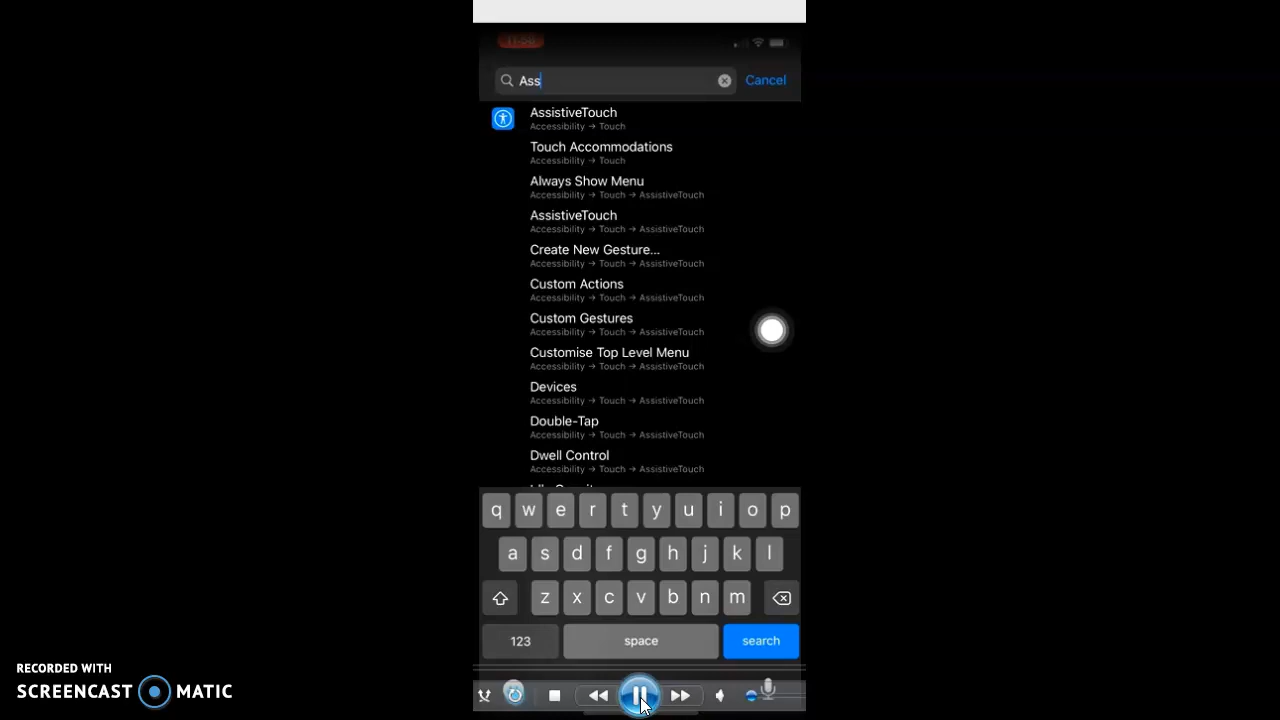 11:58
Ass
Cancel
AssistiveTouch
Accessibility → Touch
Touch Accommodations
Accessibility → Touch
Always Show Menu
Accessibility → Touch → AssistiveTouch
AssistiveTouch
Accessibility → Touch → AssistiveTouch
Create New Gesture...
Accessibility → Touch → AssistiveTouch
Custom Actions
Accessibility → Touch → AssistiveTouch
Custom Gestures
Accessibility → Touch → AssistiveTouch
Customise Top Level Menu
Accessibility → Touch → AssistiveTouch
Devices
Accessibility → Touch → AssistiveTouch
Double-Tap
Accessibility → Touch → AssistiveTouch
Dwell Control
Accessibility → Touch → AssistiveTouch
q w e r t y u i o p
a s d f g h j k l
z x c v b n m
123 space search
RECORDED WITH
SCREENCAST MATIC